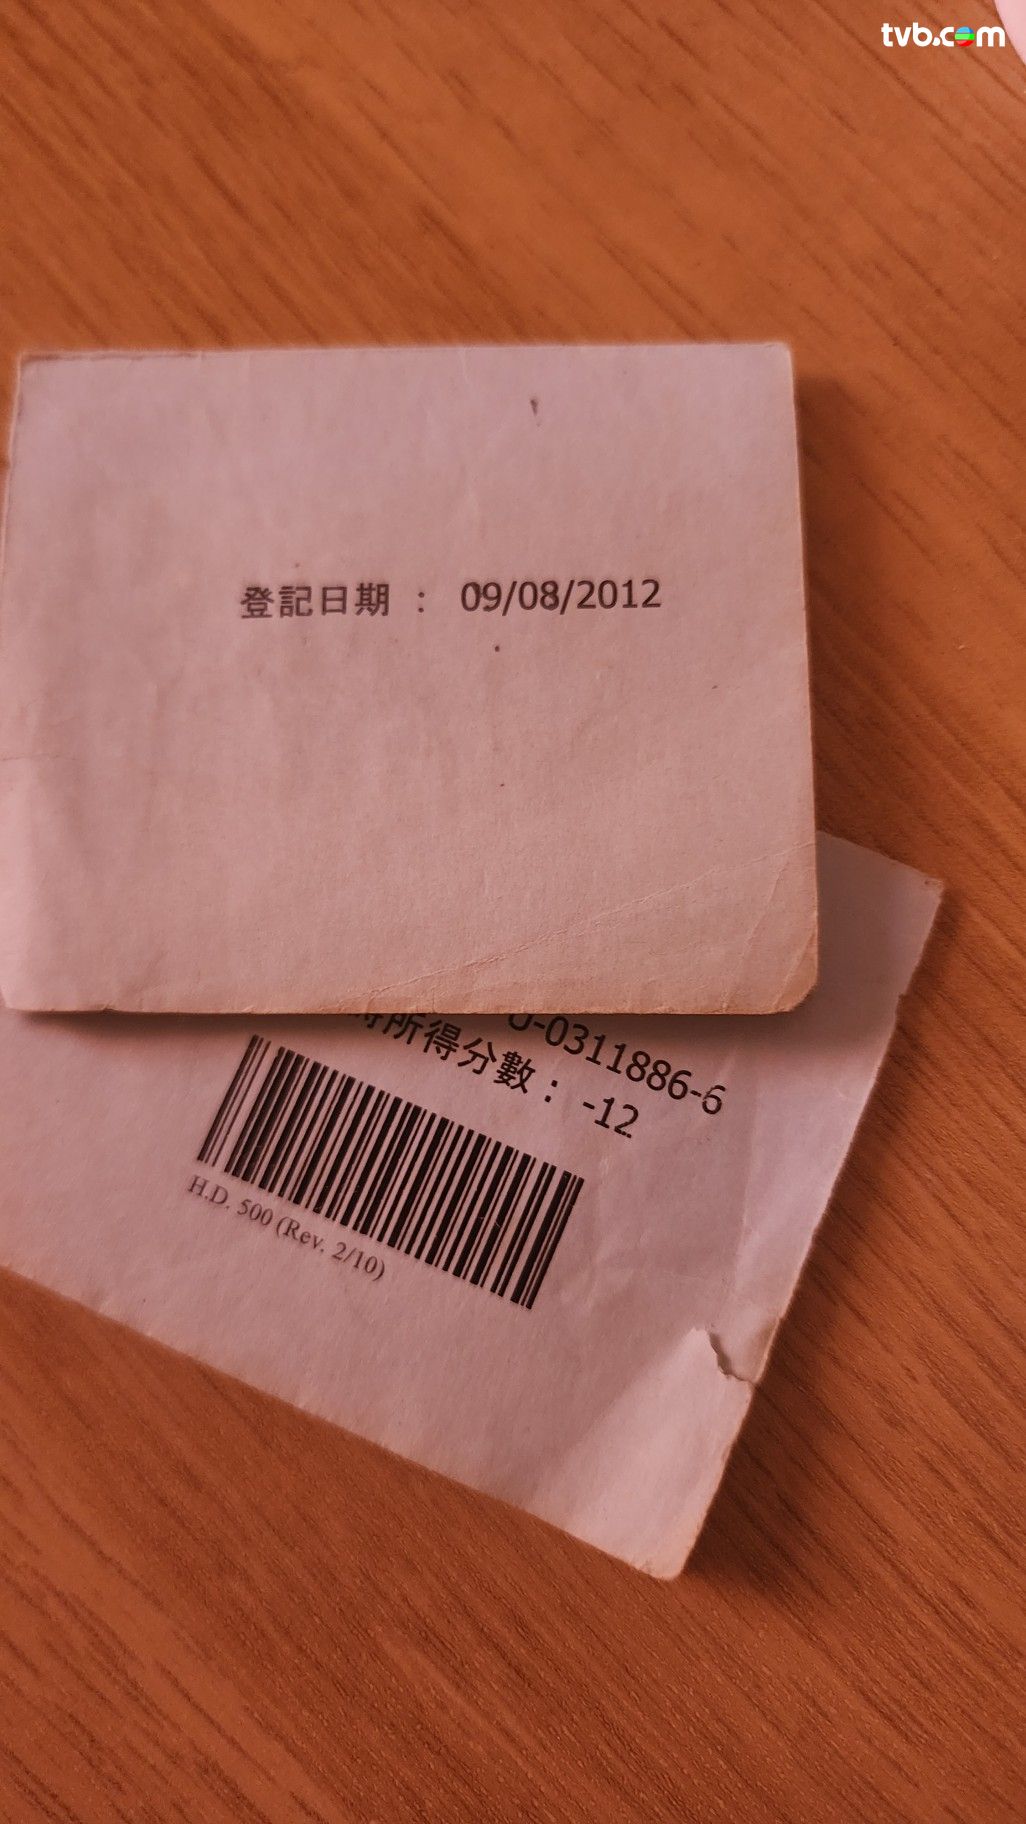 tvb.com
登記日期 : 09/08/2012
U-0311886-6
時所得分數 : -12
H.D. 500 (Rev. 2/10)